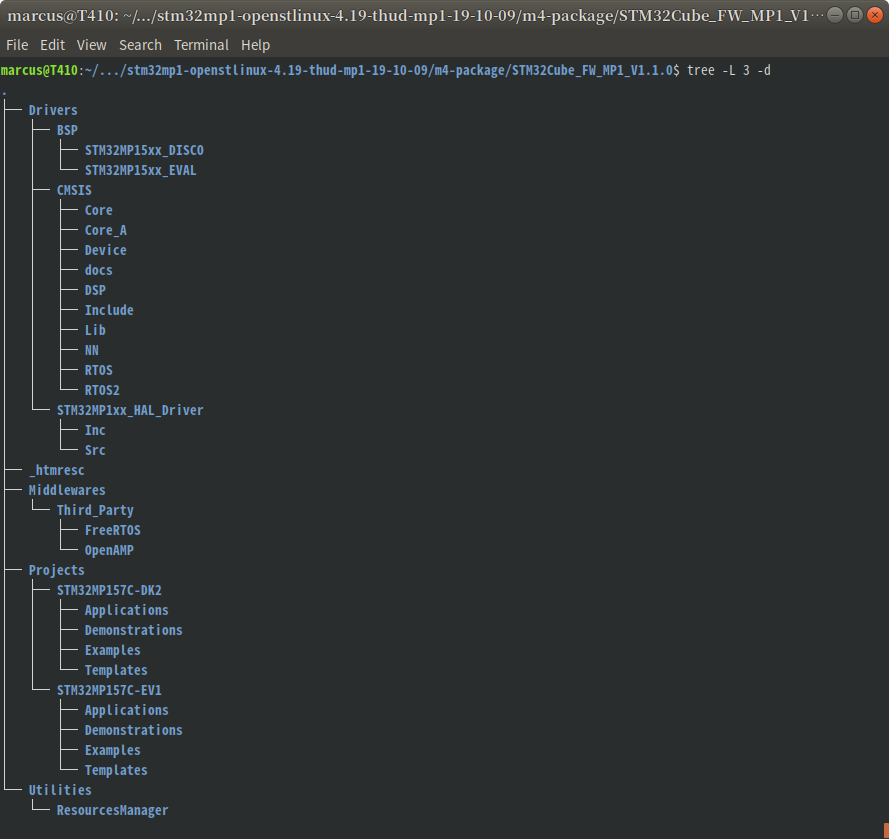 marcus@T410: ~/.../stm32mp1-openstlinux-4.19-thud-mp1-19-10-09/m4-package/STM32Cube_FW_MP1_V1···
File Edit View Search Terminal Help
marcus@T410:~/.../stm32mp1-openstlinux-4.19-thud-mp1-19-10-09/m4-package/STM32Cube_FW_MP1_V1.1.0$ tree -L 3 -d
.
├── Drivers
│   ├── BSP
│   │   ├── STM32MP15xx_DISCO
│   │   └── STM32MP15xx_EVAL
│   ├── CMSIS
│   │   ├── Core
│   │   ├── Core_A
│   │   ├── Device
│   │   ├── docs
│   │   ├── DSP
│   │   ├── Include
│   │   ├── Lib
│   │   ├── NN
│   │   ├── RTOS
│   │   └── RTOS2
│   └── STM32MP1xx_HAL_Driver
│       ├── Inc
│       └── Src
├── _htmresc
├── Middlewares
│   └── Third_Party
│       ├── FreeRTOS
│       └── OpenAMP
├── Projects
│   ├── STM32MP157C-DK2
│   │   ├── Applications
│   │   ├── Demonstrations
│   │   ├── Examples
│   │   └── Templates
│   └── STM32MP157C-EV1
│       ├── Applications
│       ├── Demonstrations
│       ├── Examples
│       └── Templates
└── Utilities
    └── ResourcesManager